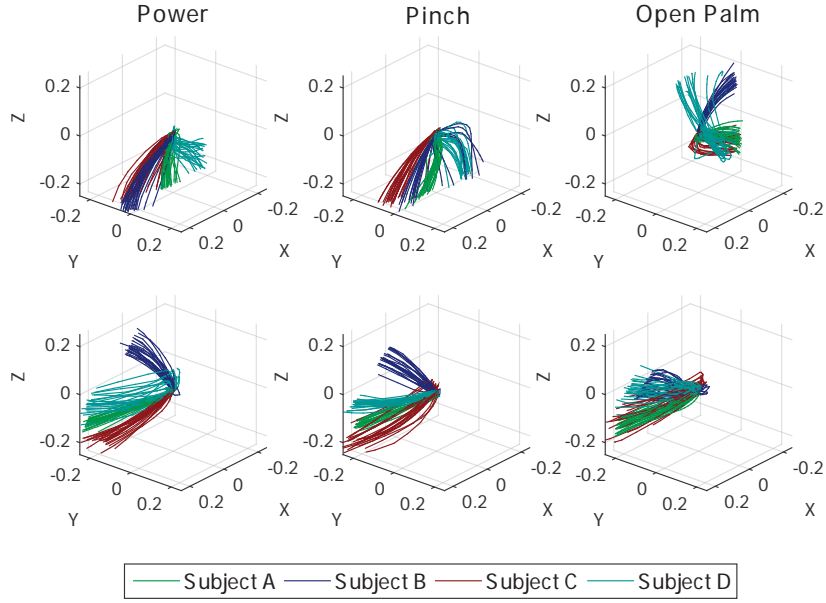 Power Pinch Open Palm
0.2 0.2 0.2
Z Z Z
0 0 0
-0.2 -0.2 -0.2
-0.2 0 0.2 0.2 0 -0.2 -0.2 0 0.2 0.2 0 -0.2 -0.2 0 0.2 0.2 0 -0.2
Y X Y X Y X
0.2 0.2 0.2
Z Z Z
0 0 0
-0.2 -0.2 -0.2
-0.2 0 0.2 0.2 0 -0.2 -0.2 0 0.2 0.2 0 -0.2 -0.2 0 0.2 0.2 0 -0.2
Y X Y X Y X
Subject A Subject B Subject C Subject D